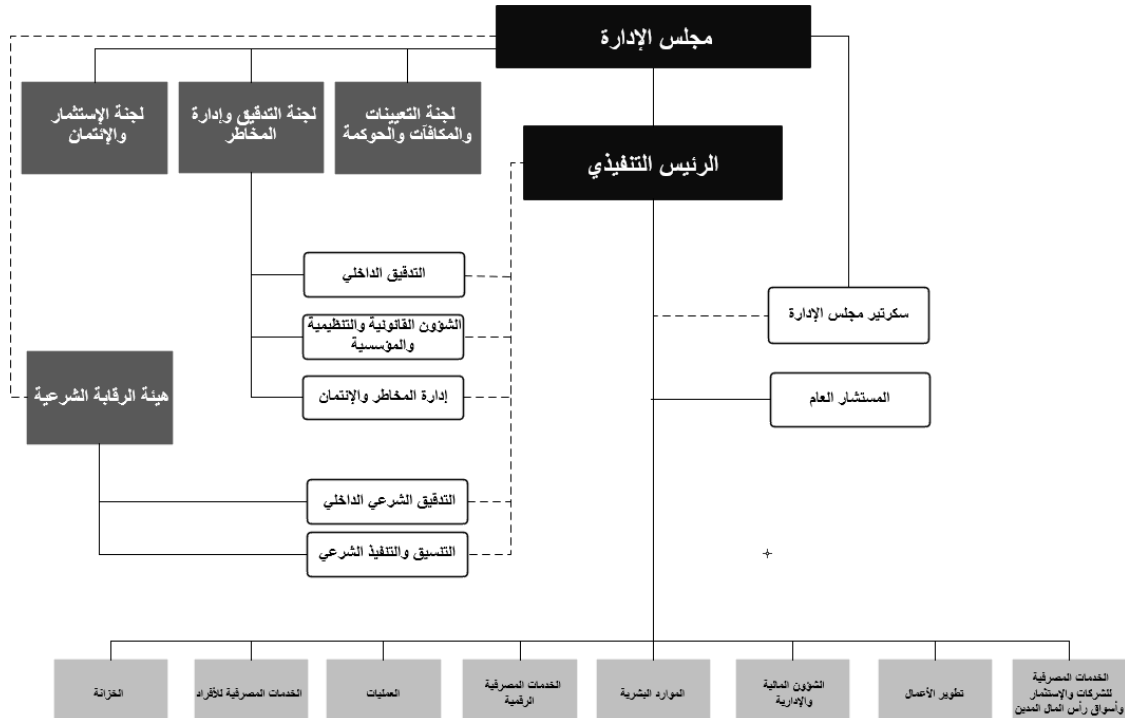 مجلس الإدارة
لجنة التعيينات
والمكافآت والحوكمة
لجنة التدقيق وإدارة
المخاطر
لجنة الإستثمار
والإئتمان
الرئيس التنفيذي
التدقيق الداخلي
سكرتير مجلس الإدارة
الشؤون القانونية والتنظيمية
والمؤسسية
هيئة الرقابة الشرعية
إدارة المخاطر والإئتمان
المستشار العام
التدقيق الشرعي الداخلي
التنسيق والتنفيذ الشرعي
الخدمات المصرفية
للشركات والإستثمار
وأسواق رأس المال المدين
تطوير الأعمال
الشؤون المالية
والإدارية
الموارد البشرية
الخدمات المصرفية
الرقمية
العمليات
الخدمات المصرفية للأفراد
الخزانة